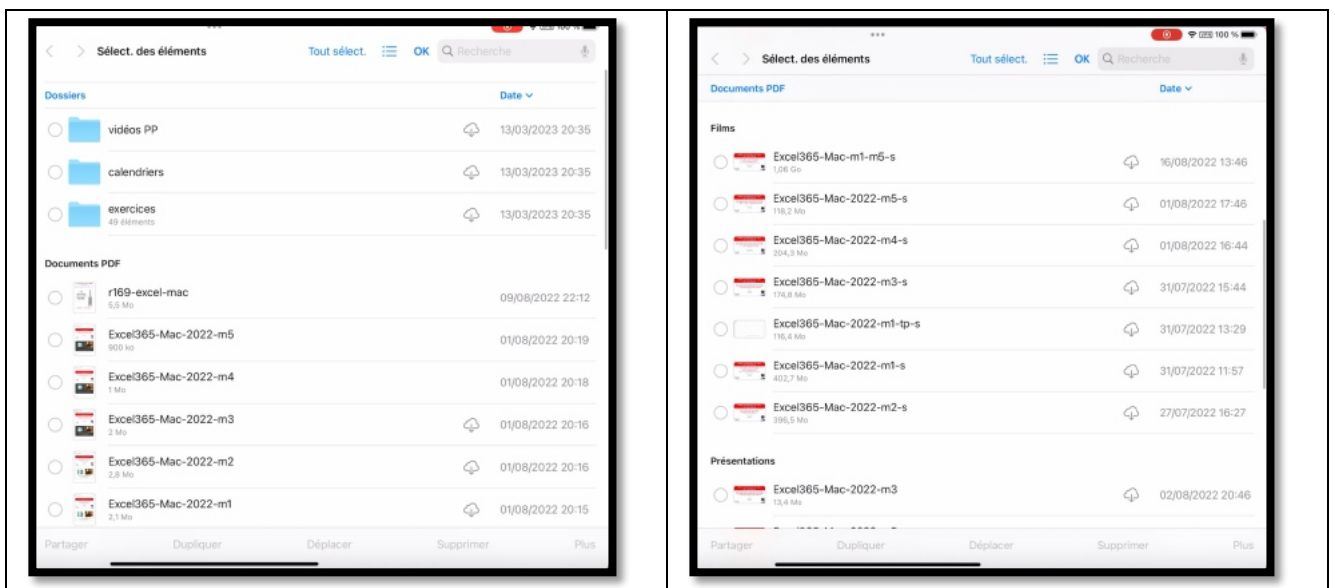 100 %
Sélect. des éléments Tout sélect. OK Recherche
Dossiers Date
vidéos PP 13/03/2023 20:35
calendriers 13/03/2023 20:35
exercices 13/03/2023 20:35
49 éléments
Documents PDF
r169-excel-mac 09/08/2022 22:12
5,5 Mo
Excel365-Mac-2022-m5 01/08/2022 20:19
900 ko
Excel365-Mac-2022-m4 01/08/2022 20:18
1 Mo
Excel365-Mac-2022-m3 01/08/2022 20:16
2 Mo
Excel365-Mac-2022-m2 01/08/2022 20:16
2,8 Mo
Excel365-Mac-2022-m1 01/08/2022 20:15
2,1 Mo
Partager Dupliquer Déplacer Supprimer Plus
100 %
Sélect. des éléments Tout sélect. OK Recherche
Documents PDF Date
Films
Excel365-Mac-m1-m5-s 16/08/2022 13:46
1,06 Go
Excel365-Mac-2022-m5-s 01/08/2022 17:46
118,2 Mo
Excel365-Mac-2022-m4-s 01/08/2022 16:44
204,3 Mo
Excel365-Mac-2022-m3-s 31/07/2022 15:44
174,8 Mo
Excel365-Mac-2022-m1-tp-s 31/07/2022 13:29
116,4 Mo
Excel365-Mac-2022-m1-s 31/07/2022 11:57
402,7 Mo
Excel365-Mac-2022-m2-s 27/07/2022 16:27
396,5 Mo
Présentations
Excel365-Mac-2022-m3 02/08/2022 20:46
13,4 Mo
Partager Dupliquer Déplacer Supprimer Plus